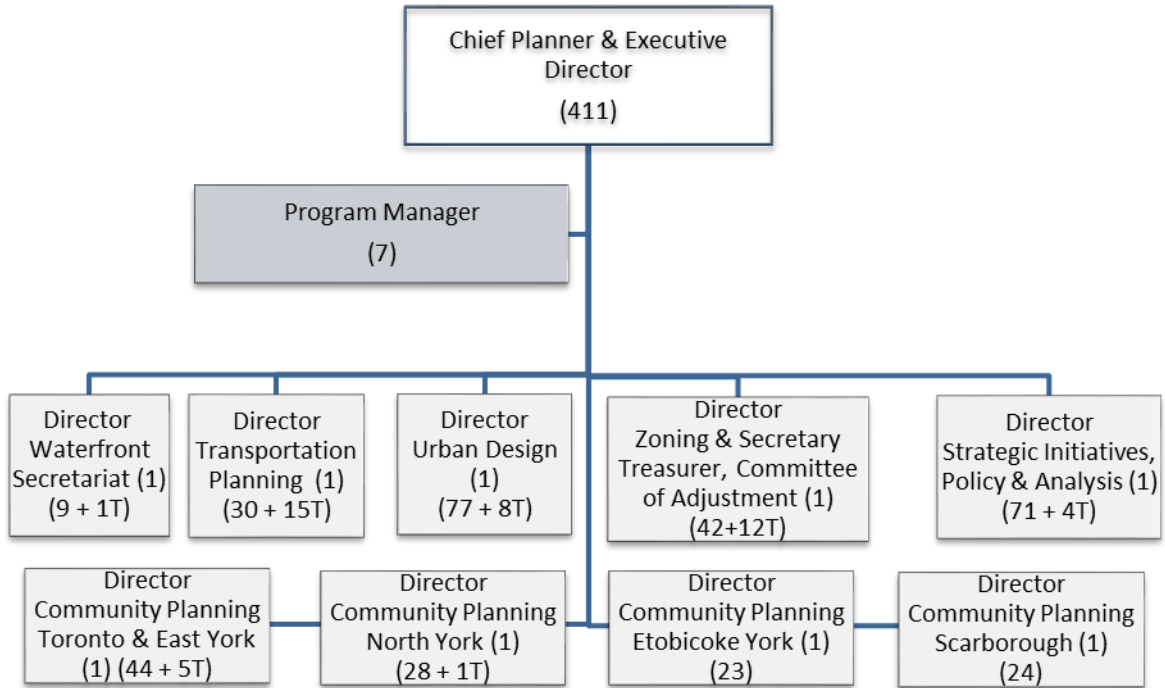 Chief Planner & Executive
Director
(411)
Program Manager
(7)
Director
Waterfront
Secretariat (1)
(9 + 1T)
Director
Transportation
Planning (1)
(30 + 15T)
Director
Urban Design
(1)
(77 + 8T)
Director
Zoning & Secretary
Treasurer, Committee
of Adjustment (1)
(42+12T)
Director
Strategic Initiatives,
Policy & Analysis (1)
(71 + 4T)
Director
Community Planning
Toronto & East York
(1) (44 + 5T)
Director
Community Planning
North York (1)
(28 + 1T)
Director
Community Planning
Etobicoke York (1)
(23)
Director
Community Planning
Scarborough (1)
(24)